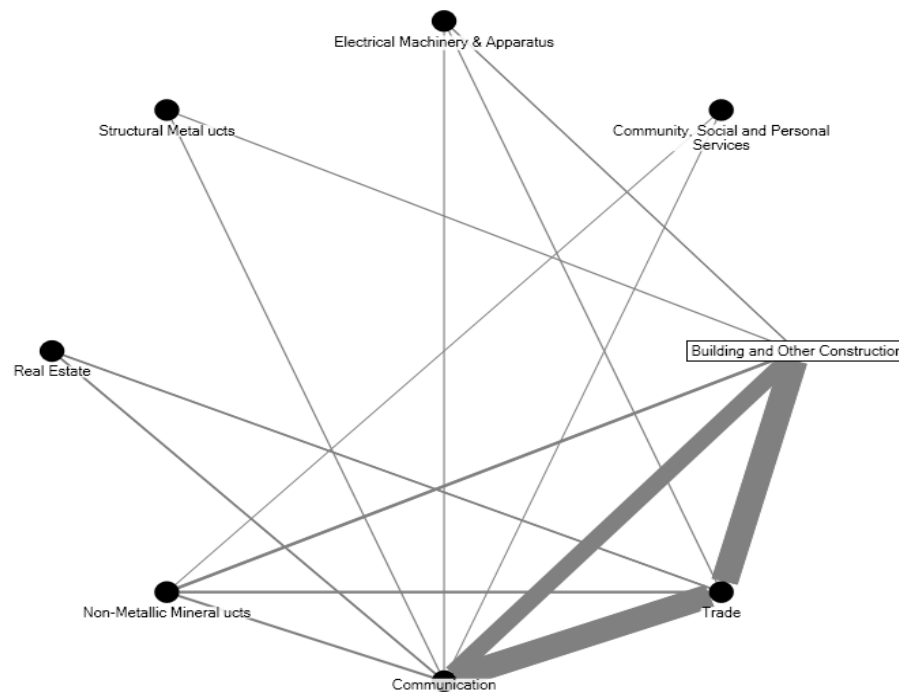 Electrical Machinery & Apparatus
Structural Metal ucts
Community, Social and Personal
Services
Building and Other Construction
Real Estate
Non-Metallic Mineral ucts
Trade
Communication